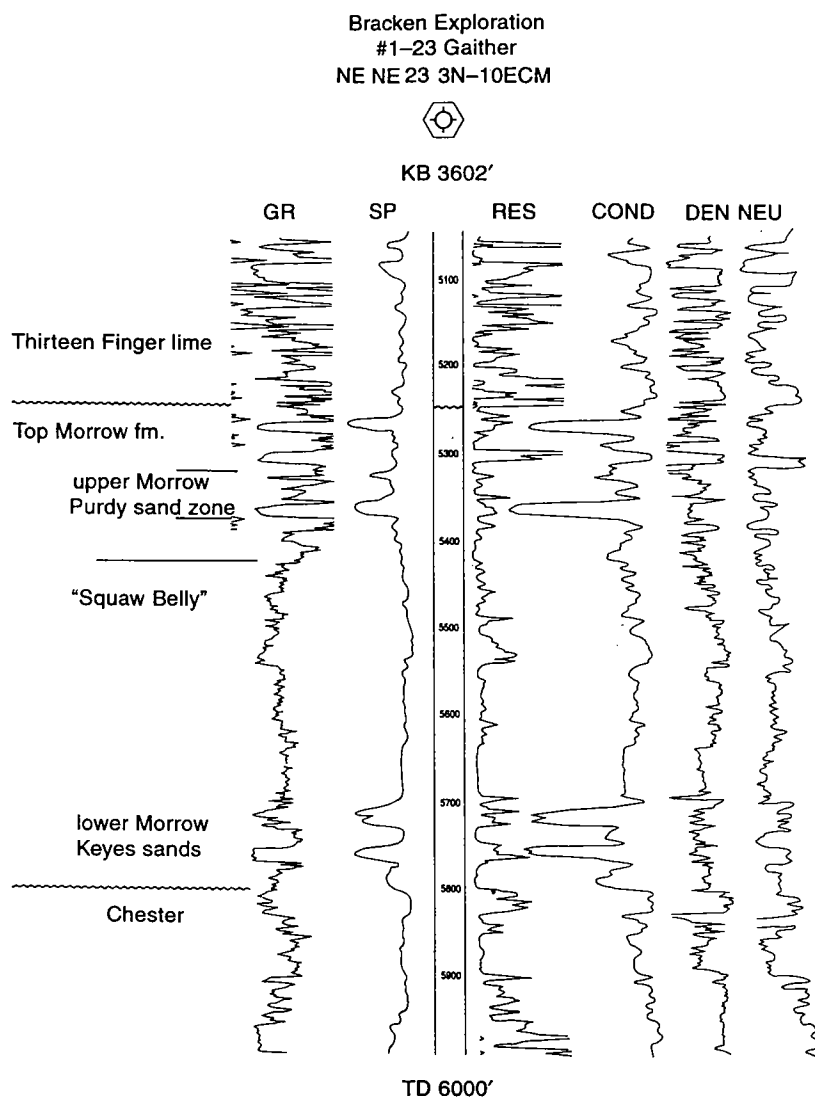 Bracken Exploration
#1–23 Gaither
NE NE 23 3N–10ECM
KB 3602′
GR SP RES COND DEN NEU
5100
Thirteen Finger lime
5200
Top Morrow fm.
5300
upper Morrow
Purdy sand zone
5400
“Squaw Belly”
5500
5600
5700
lower Morrow
Keyes sands
5800
Chester
5900
TD 6000′